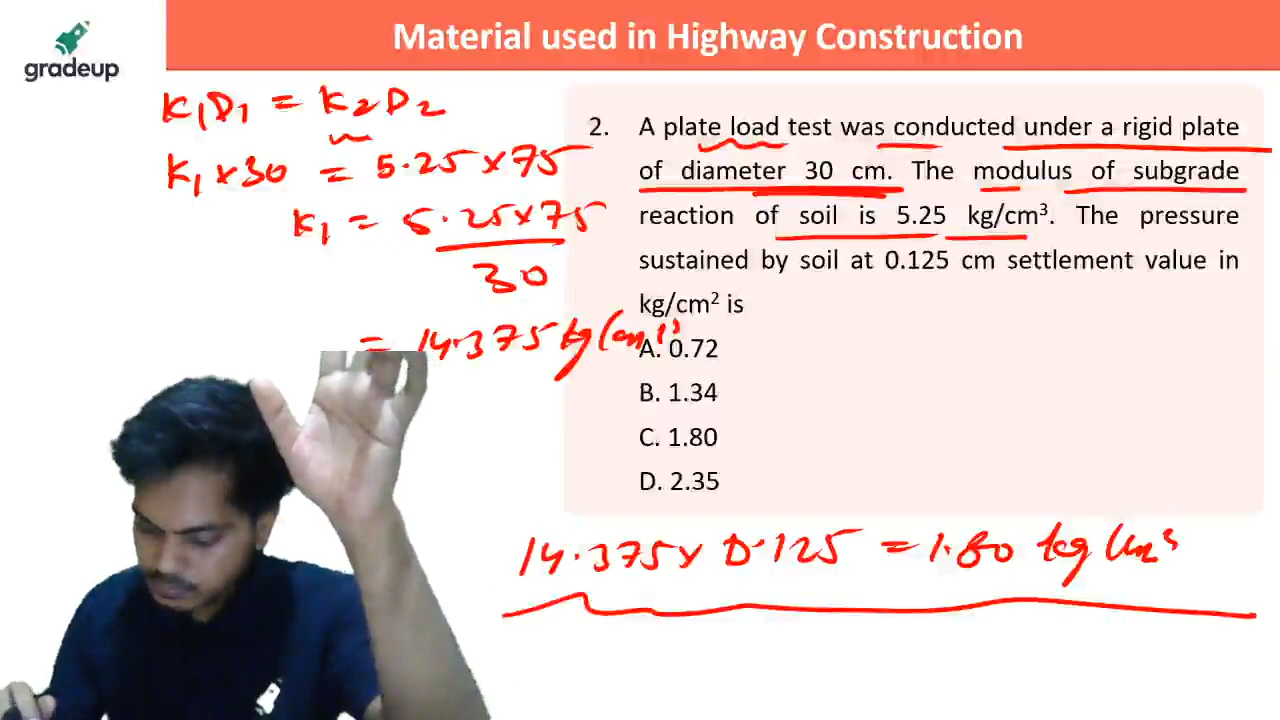 gradeup
Material used in Highway Construction
K₁D₁ = K₂D₂
K₁ × 30 = 5.25 × 75
K₁ = 5.25 × 75
30
= 14.375 kg/cm³
2. A plate load test was conducted under a rigid plate
of diameter 30 cm. The modulus of subgrade
reaction of soil is 5.25 kg/cm³. The pressure
sustained by soil at 0.125 cm settlement value in
kg/cm² is
A. 0.72
B. 1.34
C. 1.80
D. 2.35
14.375 × 0.125 = 1.80 kg/cm²